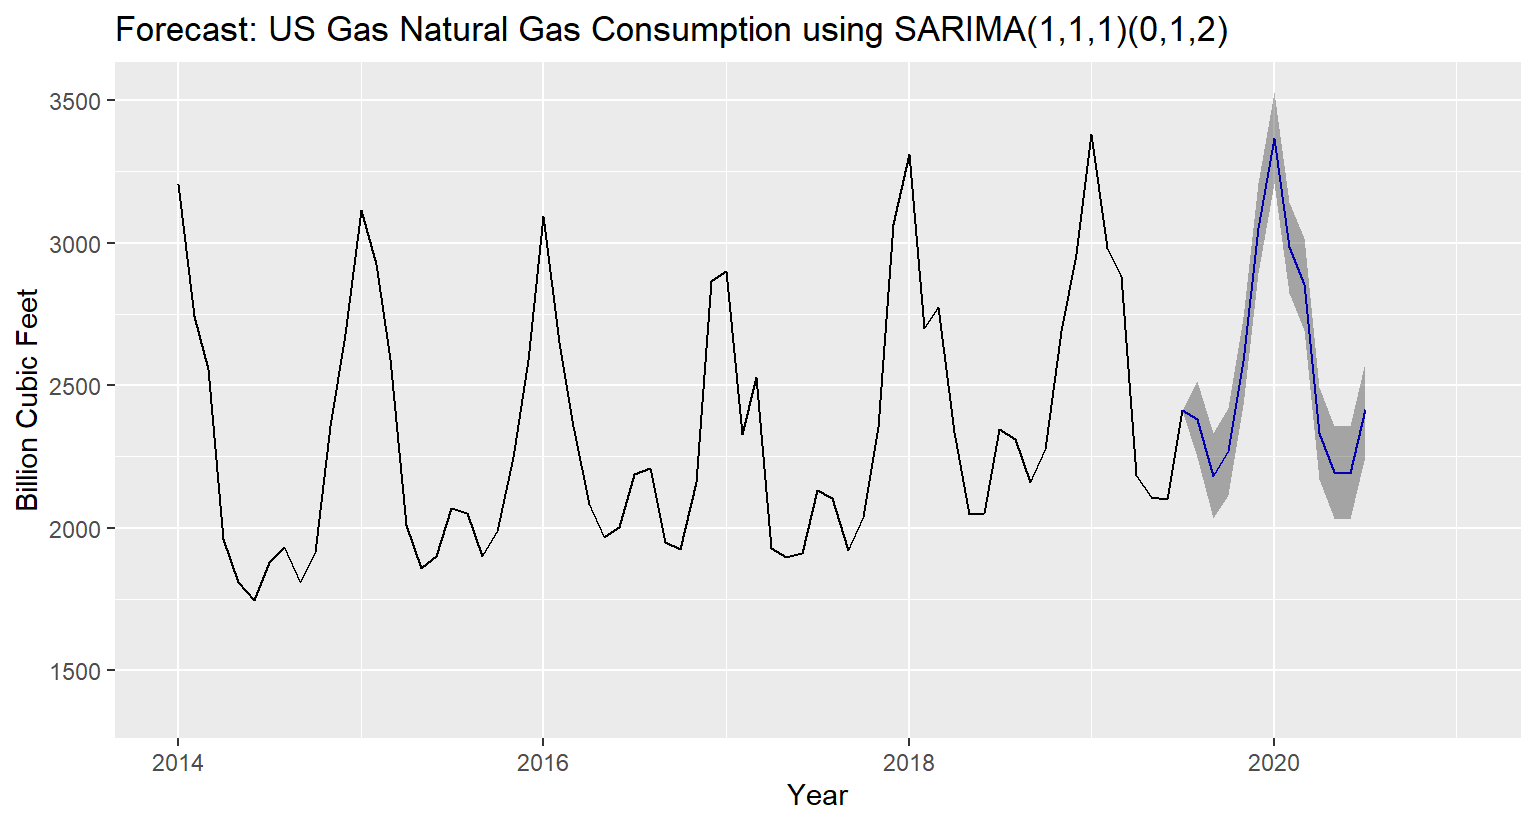 Forecast: US Gas Natural Gas Consumption using SARIMA(1,1,1)(0,1,2)
3500
3000
2500
2000
1500
Billion Cubic Feet
2014 2016 2018 2020
Year